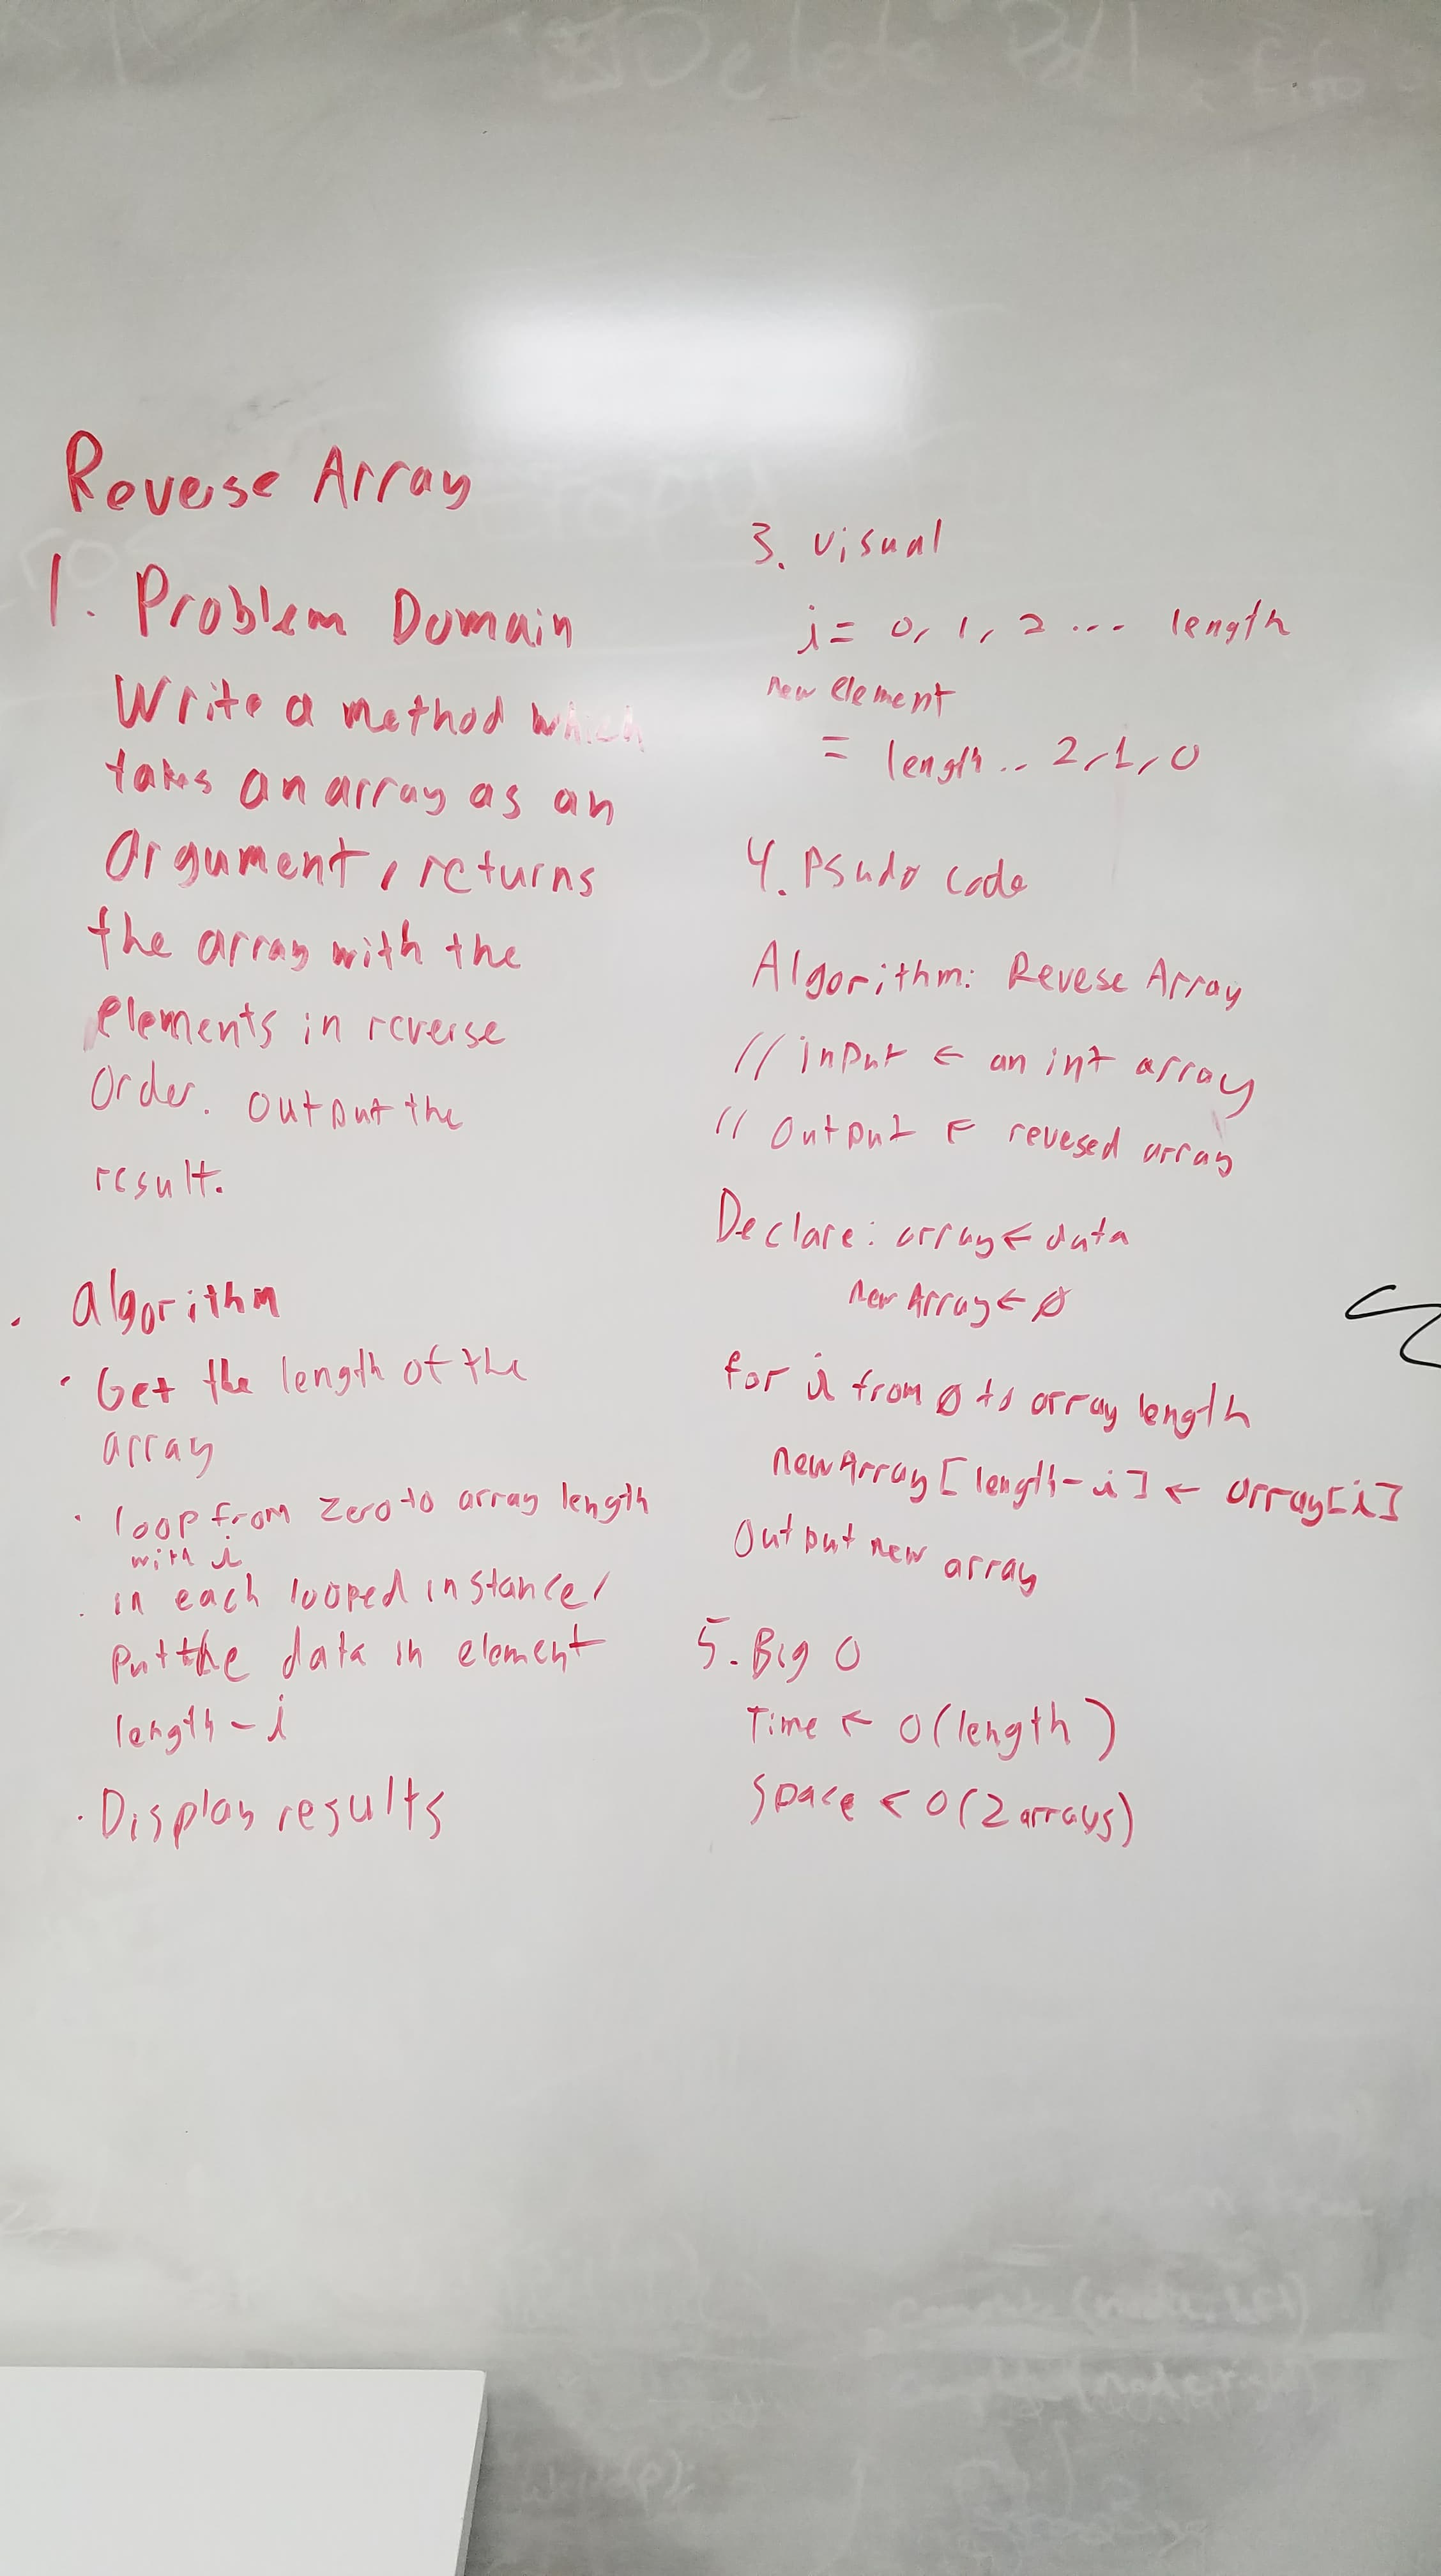 Reverse Array
1. Problem Domain
Write a method which
takes an array as an
argument, returns
the array with the
elements in reverse
order. output the
result.
. algorithm
· Get the length of the
array
· loop from zero to array length
with i
· in each looped instance,
put the data in element
length - i
· Display results
3. visual
i = 0, 1, 2 ... length
new element
= length .. 2, 1, 0
4. Psudo code
Algorithm: Revese Array
// input ← an int array
// output ← revesed array
Declare: array ← data
new Array ← Ø
for i from Ø to array length
newArray [length - i] ← array[i]
Output new array
5. Big O
Time ← O(length)
Space < O(2 arrays)